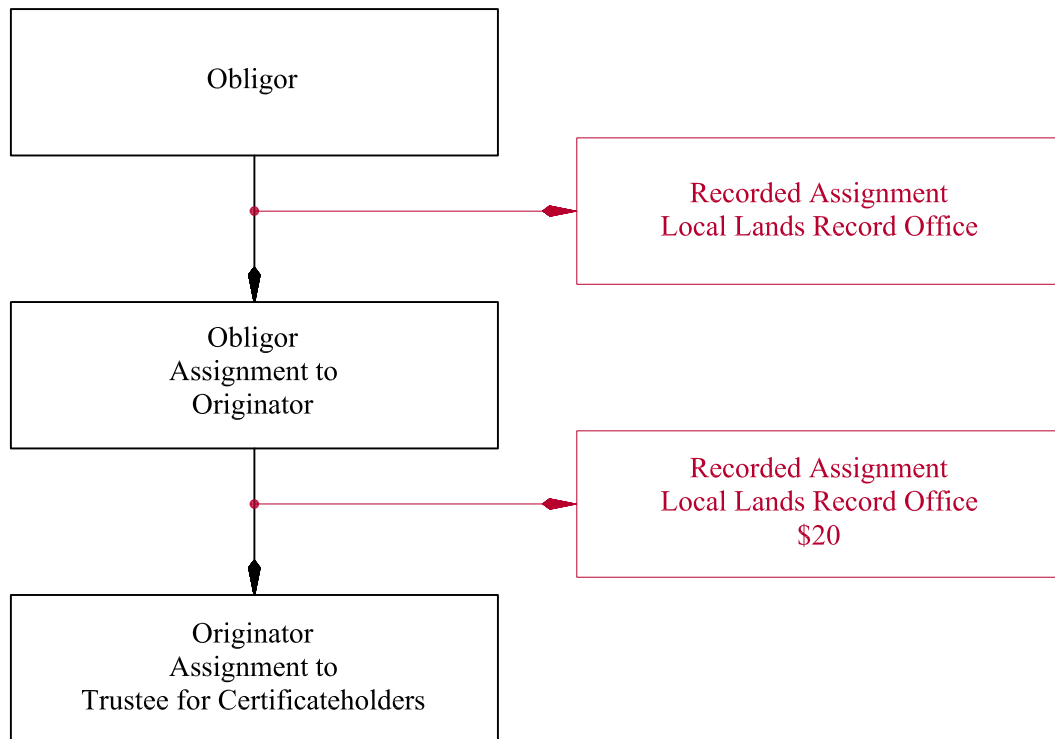 Obligor
Recorded Assignment
Local Lands Record Office
Obligor
Assignment to
Originator
Recorded Assignment
Local Lands Record Office
$20
Originator
Assignment to
Trustee for Certificateholders